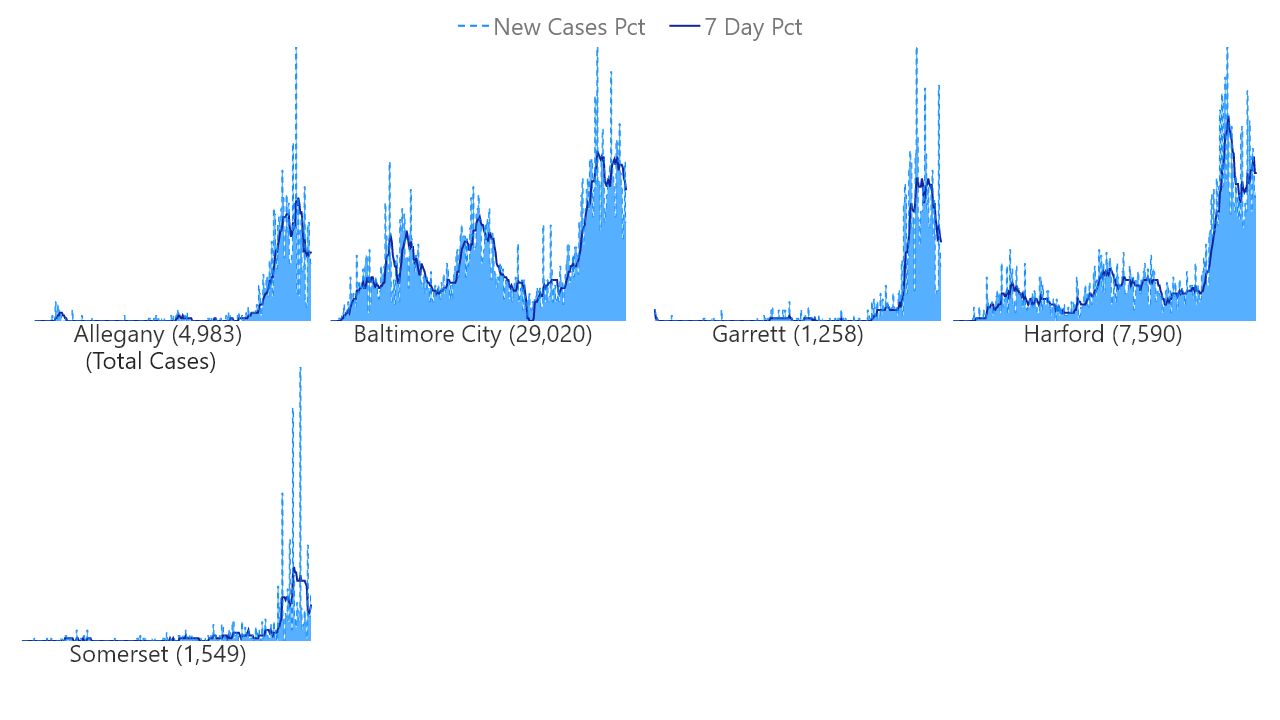 New Cases Pct 7 Day Pct
Allegany (4,983)
(Total Cases)
Baltimore City (29,020)
Garrett (1,258)
Harford (7,590)
Somerset (1,549)